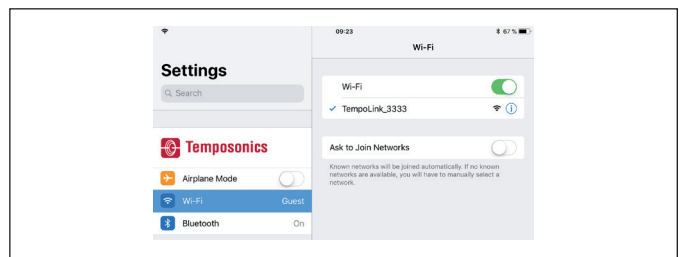 09:23
67 %
Settings
Search
Temposonics
Airplane Mode
Wi-Fi Guest
Bluetooth On
Wi-Fi
Wi-Fi
TempoLink_3333
Ask to Join Networks
Known networks will be joined automatically. If no known
networks are available, you will have to manually select a
network.